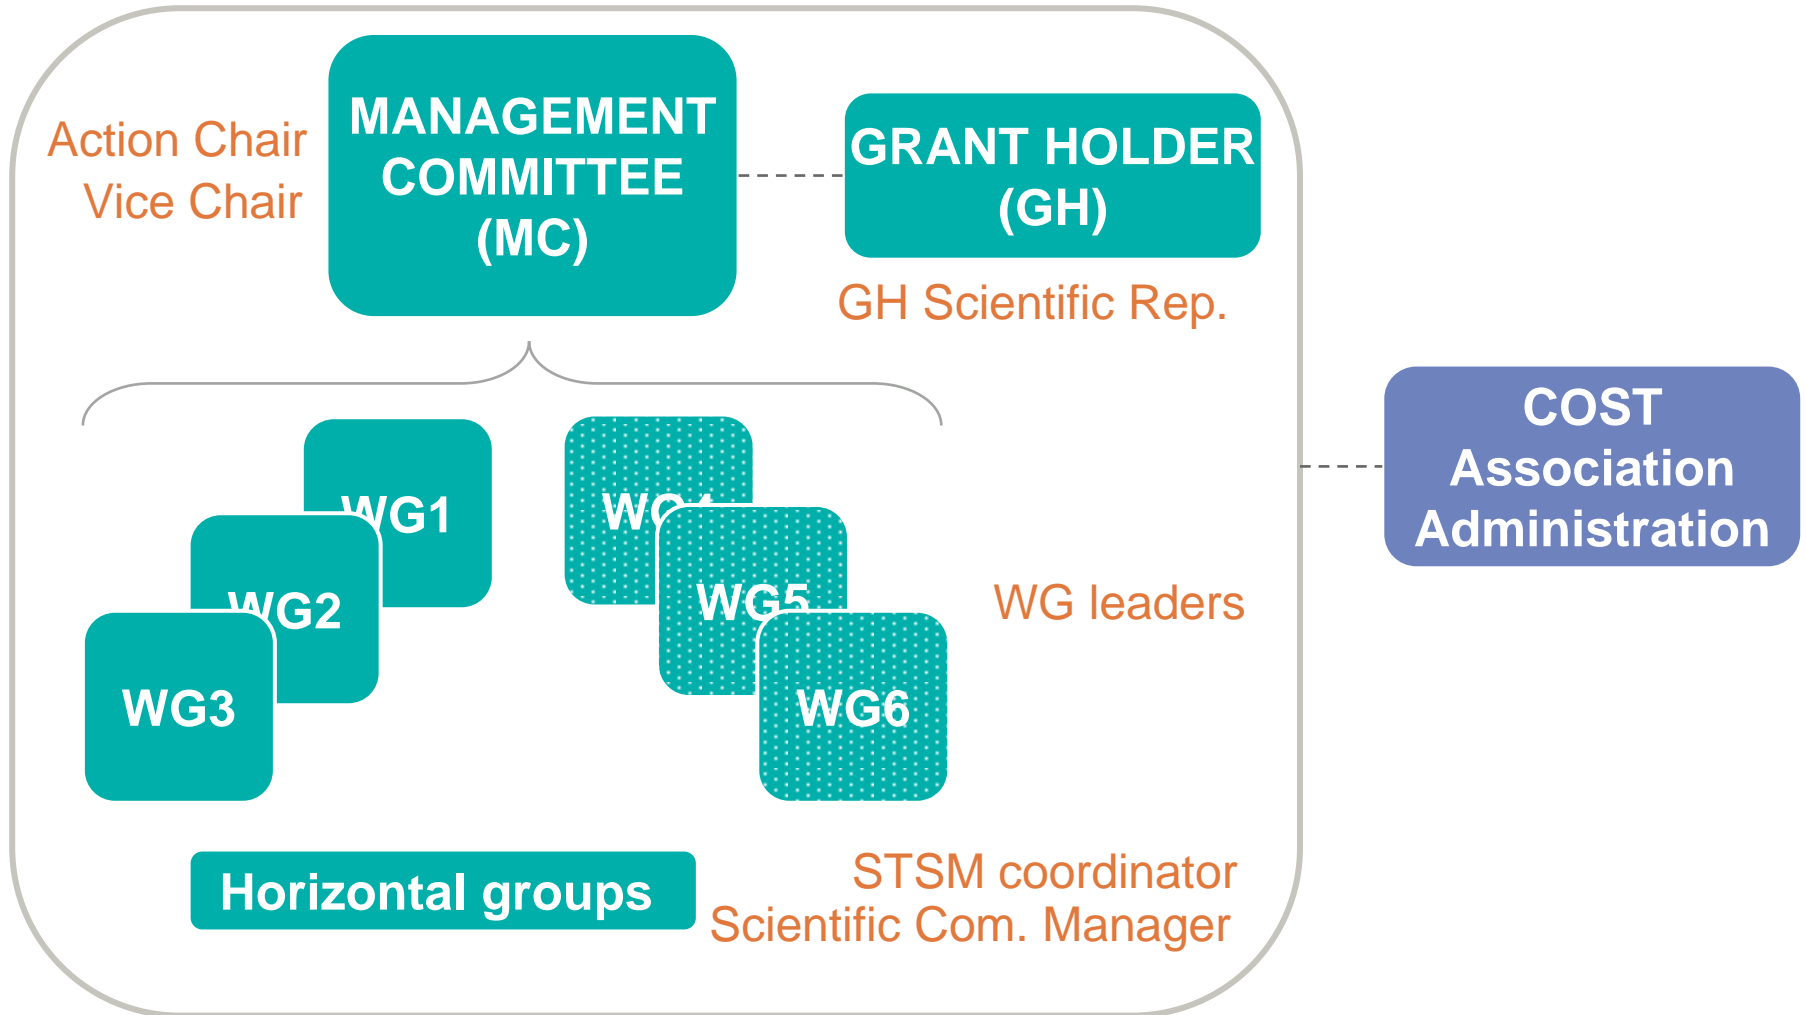 MANAGEMENT
COMMITTEE
(MC)
Action Chair
Vice Chair
GRANT HOLDER
(GH)
GH Scientific Rep.
COST
Association
Administration
WG1
WG2
WG3
WG4
WG5
WG6
WG leaders
Horizontal groups
STSM coordinator
Scientific Com. Manager